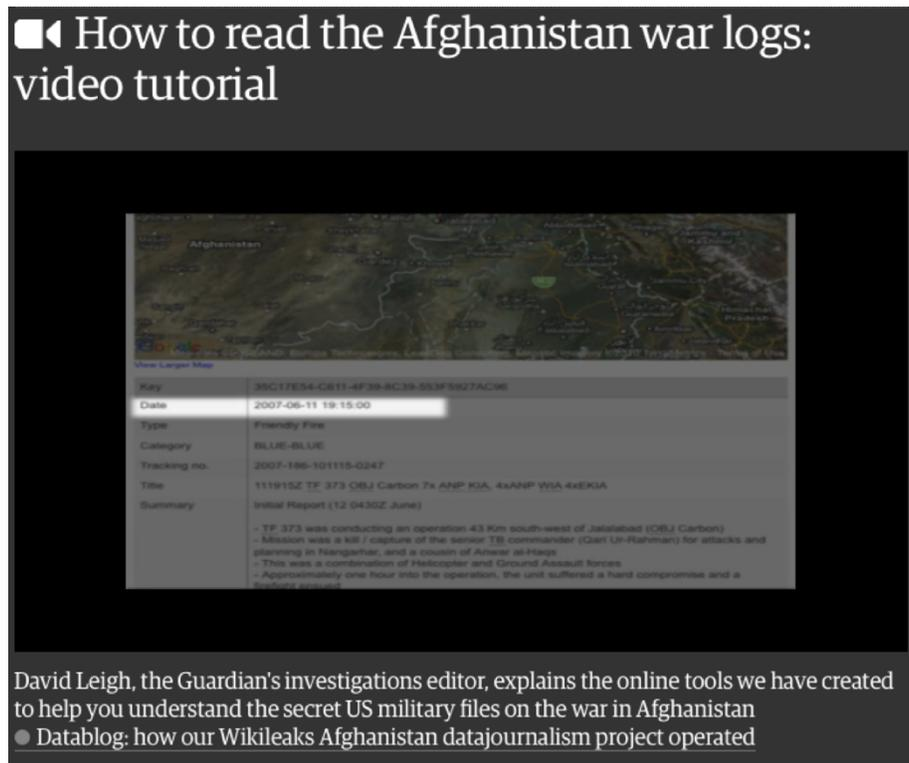 How to read the Afghanistan war logs:
video tutorial
Afghanistan
Himachal
Pradesh
Google
View Larger Map
Key 35C17E54-C611-4F39-8C39-553F5927AC96
Date 2007-06-11 19:15:00
Type Friendly Fire
Category BLUE-BLUE
Tracking no. 2007-186-101115-0247
Title 111915Z TF 373 OBJ Carbon 7x ANP KIA, 4xANP WIA 4xEKIA
Summary Initial Report (12 0430Z June)
- TF 373 was conducting an operation 43 Km south-west of Jalalabad (OBJ Carbon)
- Mission was a kill / capture of the senior TB commander (Qari Ur-Rahman) for attacks and
planning in Nangarhar, and a cousin of Anwar al-Haqs
- This was a combination of Helicopter and Ground Assault forces
- Approximately one hour into the operation, the unit suffered a hard compromise and a
firefight ensued
David Leigh, the Guardian's investigations editor, explains the online tools we have created
to help you understand the secret US military files on the war in Afghanistan
Datablog: how our Wikileaks Afghanistan datajournalism project operated